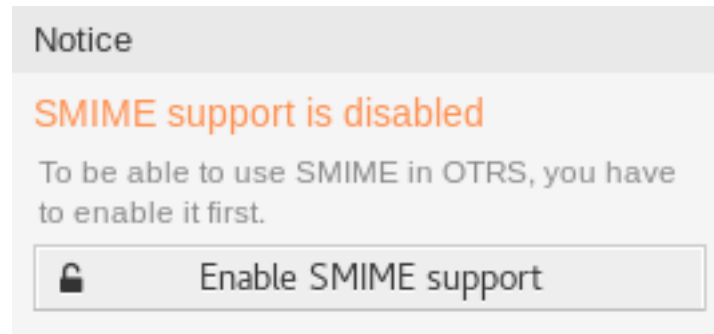 Notice
SMIME support is disabled
To be able to use SMIME in OTRS, you have
to enable it first.
Enable SMIME support